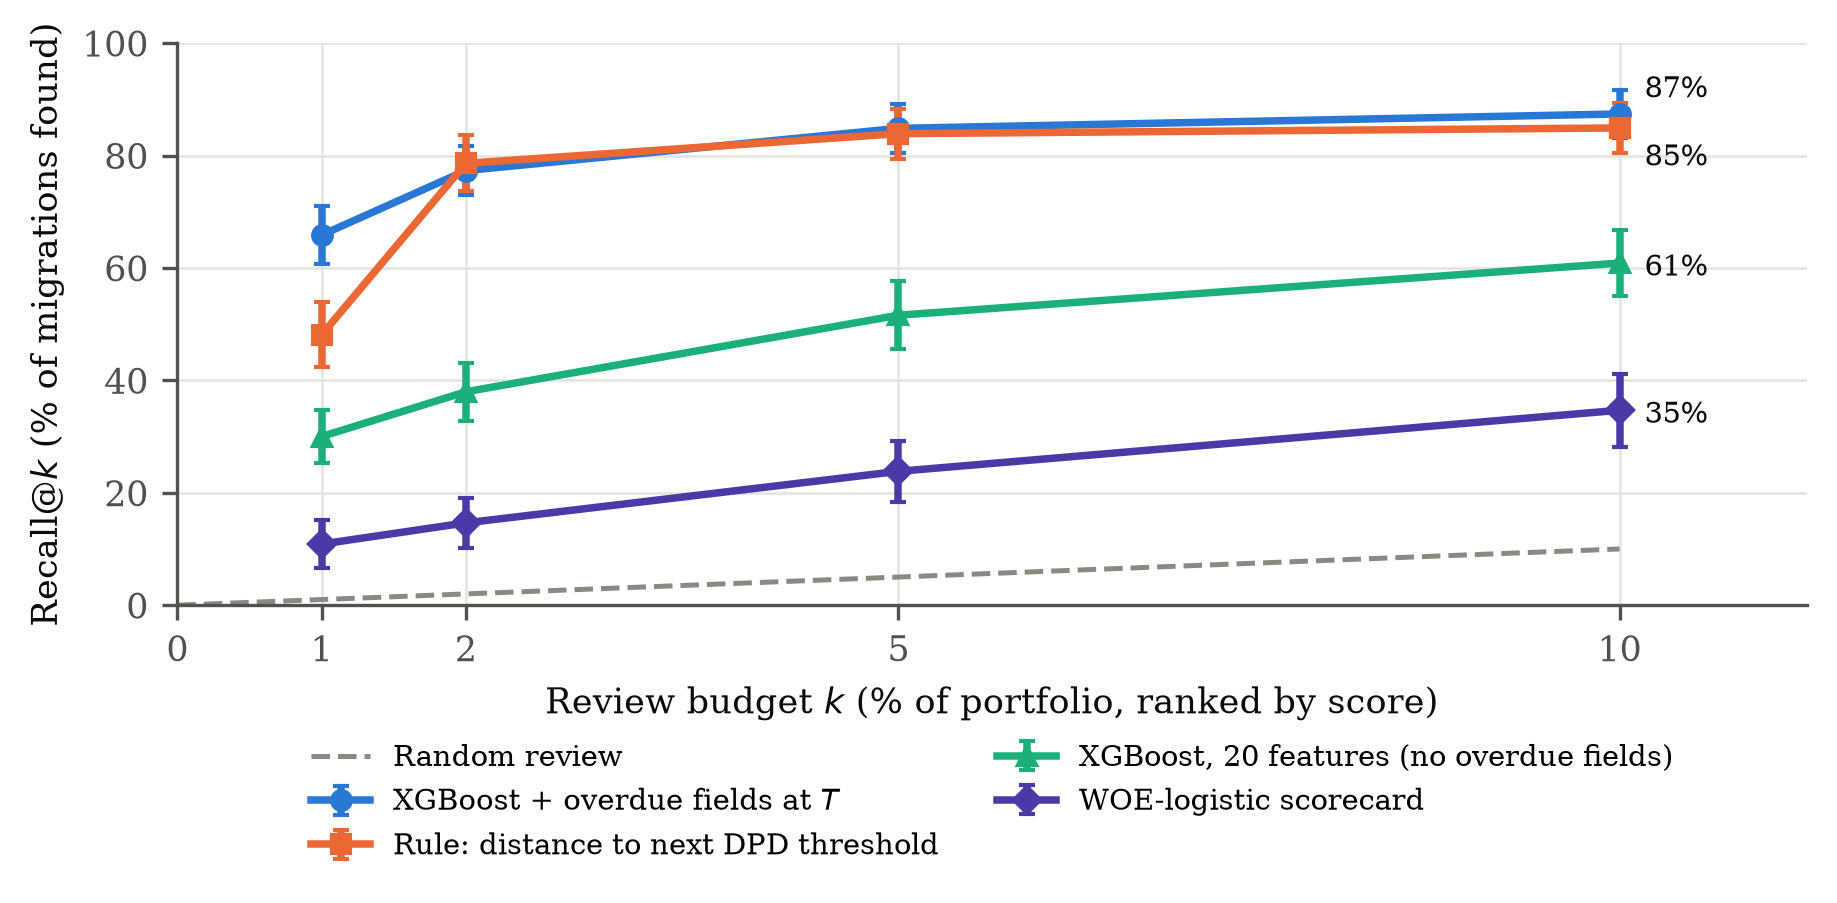 Recall@k (% of migrations found)
100
80
60
40
20
0
87%
85%
61%
35%
0 1 2 5 10
Review budget k (% of portfolio, ranked by score)
Random review
XGBoost + overdue fields at T
Rule: distance to next DPD threshold
XGBoost, 20 features (no overdue fields)
WOE-logistic scorecard